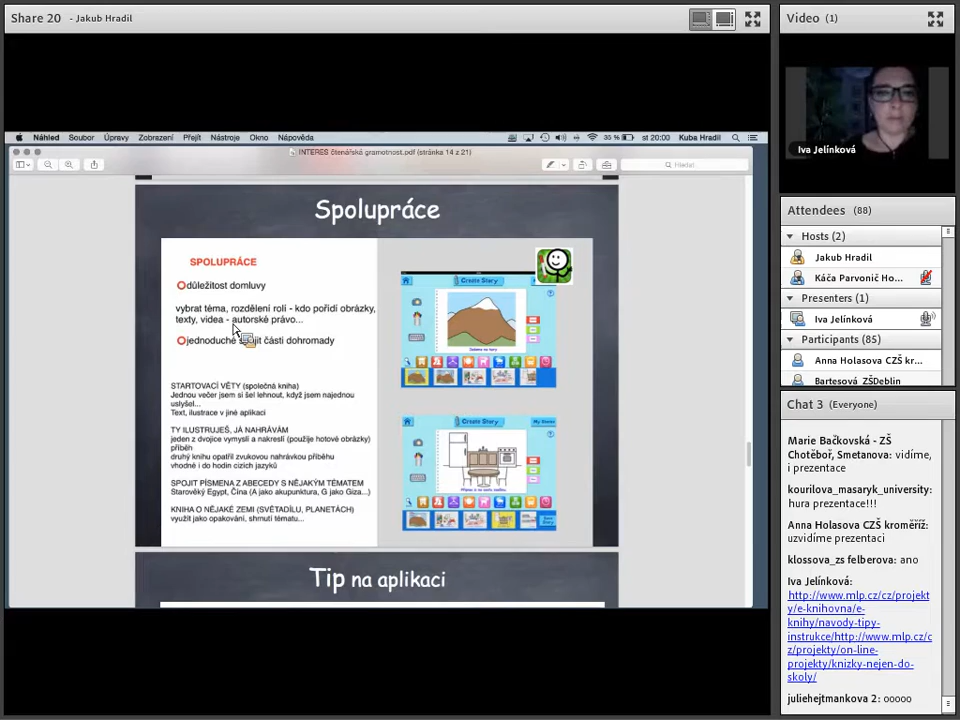 Share 20 - Jakub Hradil
Náhled Soubor Úpravy Zobrazení Přejít Nástroje Okno Nápověda
35 % st 20:00 Kuba Hradil
INTERES čtenářská gramotnost.pdf (stránka 14 z 21)
Hledat
Spolupráce
SPOLUPRÁCE
důležitost domluvy
vybrat téma, rozdělení rolí - kdo pořídí obrázky,
texty, videa - autorské právo...
jednoduché spojit části dohromady
STARTOVACÍ VĚTY (společná kniha)
Jednou večer jsem si šel lehnout, když jsem najednou
uslyšel...
Text, ilustrace v jiné aplikaci
TY ILUSTRUJEŠ, JÁ NAHRÁVÁM
jeden z dvojice vymyslí a nakreslí (použije hotové obrázky)
příběh
druhý knihu opatřil zvukovou nahrávkou příběhu
vhodné i do hodin cizích jazyků
SPOJIT PÍSMENA Z ABECEDY S NĚJAKÝM TÉMATEM
Starověký Egypt, Čína (A jako akupunktura, G jako Giza...)
KNIHA O NĚJAKÉ ZEMI (SVĚTADÍLU, PLANETÁCH)
využít jako opakování, shrnutí tématu...
Create Story
Create Story
Tip na aplikaci
Video (1)
Iva Jelínková
Attendees (88)
Hosts (2)
Jakub Hradil
Káča Parvonič Ho...
Presenters (1)
Iva Jelínková
Participants (85)
Anna Holasova CZŠ kr...
Bartesová ZŠDeblin
Chat 3 (Everyone)
Marie Bačkovská - ZŠ
Chotěboř, Smetanova: vidíme,
i prezentace
kourilova_masaryk_university:
hura prezentace!!!
Anna Holasova CZŠ kroměříž:
uzvidíme prezentaci
klossova_zs felberova: ano
Iva Jelínková:
http://www.mlp.cz/cz/projekt
y/e-knihovna/e-
knihy/navody-tipy-
instrukce/http://www.mlp.cz/c
z/projekty/on-line-
projekty/knizky-nejen-do-
skoly/
juliehejtmankova 2: ooooo